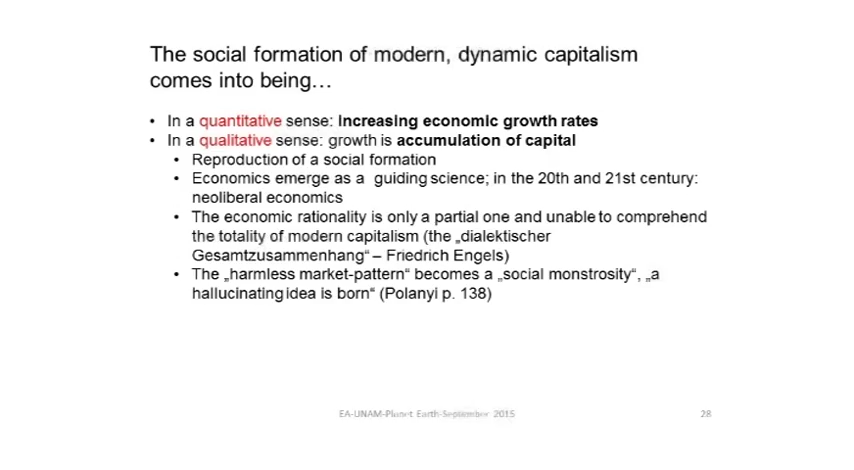 The social formation of modern, dynamic capitalism
comes into being…
• In a quantitative sense: Increasing economic growth rates
• In a qualitative sense: growth is accumulation of capital
• Reproduction of a social formation
• Economics emerge as a guiding science; in the 20th and 21st century:
neoliberal economics
• The economic rationality is only a partial one and unable to comprehend
the totality of modern capitalism (the „dialektischer
Gesamtzusammenhang“ – Friedrich Engels)
• The „harmless market-pattern“ becomes a „social monstrosity“, „a
hallucinating idea is born“ (Polanyi p. 138)
EA-UNAM-Planet Earth-September 2015
28